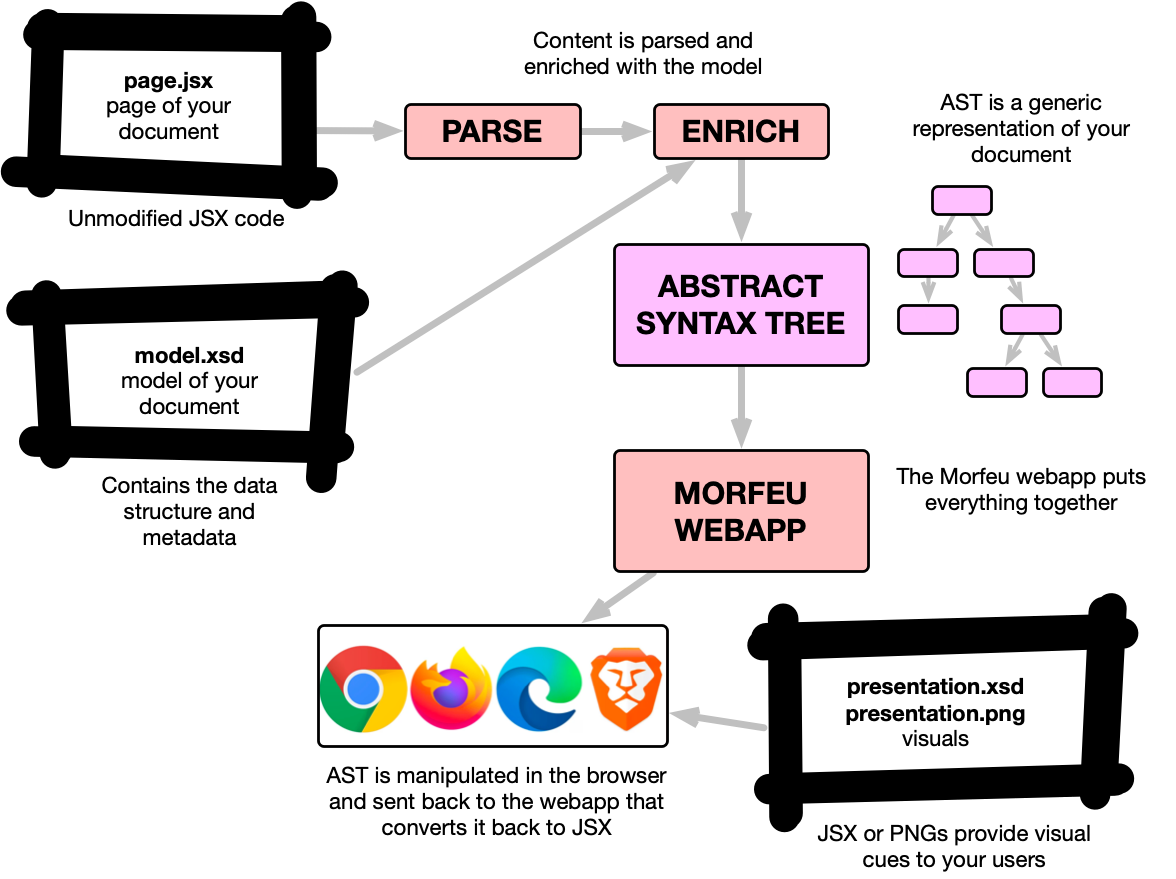 page.jsx
page of your
document
Unmodified JSX code
Content is parsed and
enriched with the model
PARSE
ENRICH
AST is a generic
representation of your
document
model.xsd
model of your
document
Contains the data
structure and
metadata
ABSTRACT
SYNTAX TREE
MORFEU
WEBAPP
The Morfeu webapp puts
everything together
AST is manipulated in the browser
and sent back to the webapp that
converts it back to JSX
presentation.xsd
presentation.png
visuals
JSX or PNGs provide visual
cues to your users